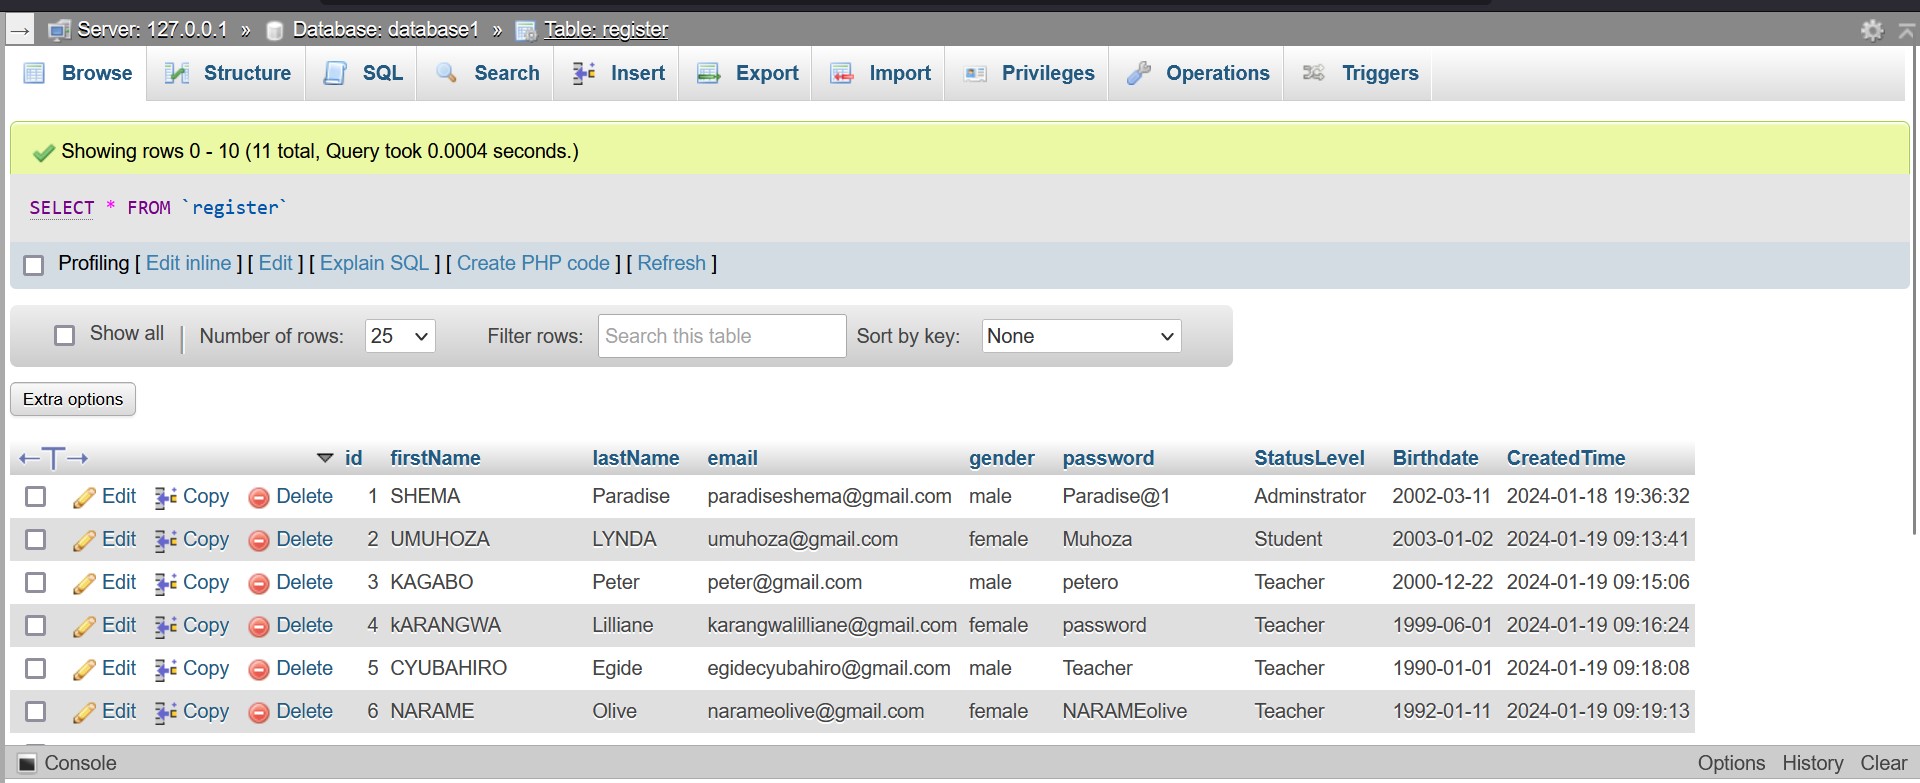 Server: 127.0.0.1 » Database: database1 » Table: register
Browse Structure SQL Search Insert Export Import Privileges Operations Triggers
Showing rows 0 - 10 (11 total, Query took 0.0004 seconds.)
SELECT * FROM `register`
Profiling [ Edit inline ] [ Edit ] [ Explain SQL ] [ Create PHP code ] [ Refresh ]
Show all Number of rows: 25 Filter rows: Search this table Sort by key: None
Extra options
id firstName lastName email gender password StatusLevel Birthdate CreatedTime
Edit Copy Delete 1 SHEMA Paradise paradiseshema@gmail.com male Paradise@1 Adminstrator 2002-03-11 2024-01-18 19:36:32
Edit Copy Delete 2 UMUHOZA LYNDA umuhoza@gmail.com female Muhoza Student 2003-01-02 2024-01-19 09:13:41
Edit Copy Delete 3 KAGABO Peter peter@gmail.com male petero Teacher 2000-12-22 2024-01-19 09:15:06
Edit Copy Delete 4 kARANGWA Lilliane karangwalilliane@gmail.com female password Teacher 1999-06-01 2024-01-19 09:16:24
Edit Copy Delete 5 CYUBAHIRO Egide egidecyubahiro@gmail.com male Teacher Teacher 1990-01-01 2024-01-19 09:18:08
Edit Copy Delete 6 NARAME Olive narameolive@gmail.com female NARAMEolive Teacher 1992-01-11 2024-01-19 09:19:13
Console Options History Clear